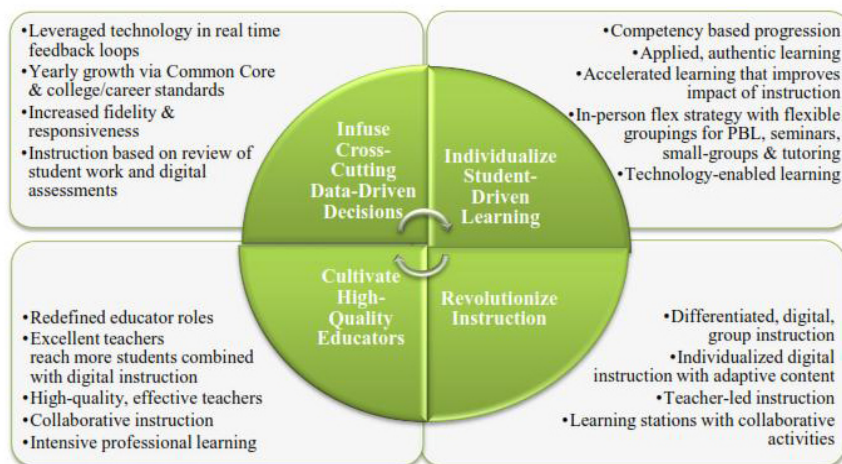 •Leveraged technology in real time
feedback loops
•Yearly growth via Common Core
& college/career standards
•Increased fidelity &
responsiveness
•Instruction based on review of
student work and digital
assessments
Infuse
Cross-
Cutting
Data-Driven
Decisions
Individualize
Student-
Driven
Learning
•Competency based progression
•Applied, authentic learning
•Accelerated learning that improves
impact of instruction
•In-person flex strategy with flexible
groupings for PBL, seminars,
small-groups & tutoring
•Technology-enabled learning
•Redefined educator roles
•Excellent teachers
reach more students combined
with digital instruction
•High-quality, effective teachers
•Collaborative instruction
•Intensive professional learning
Cultivate
High-
Quality
Educators
Revolutionize
Instruction
•Differentiated, digital,
group instruction
•Individualized digital
instruction with adaptive content
•Teacher-led instruction
•Learning stations with collaborative
activities